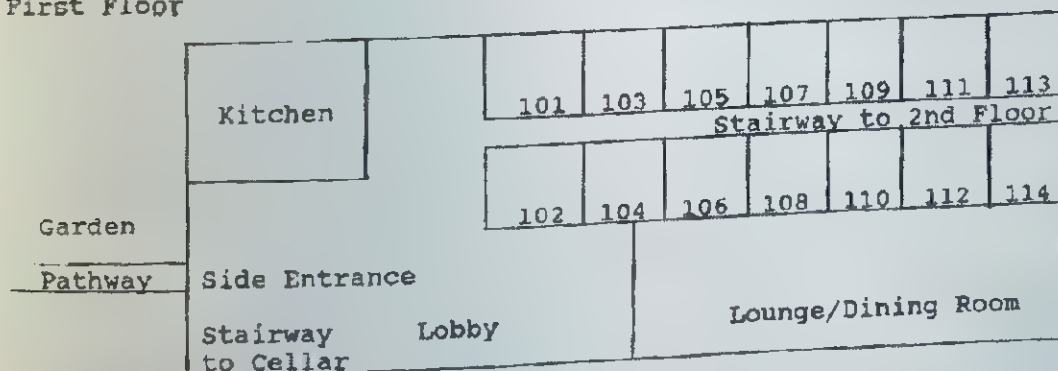 First Floor
Kitchen
101 103 105 107 109 111 113
Stairway to 2nd Floor
102 104 106 108 110 112 114
Garden
Pathway
Side Entrance
Lounge/Dining Room
Stairway
to Cellar
Lobby